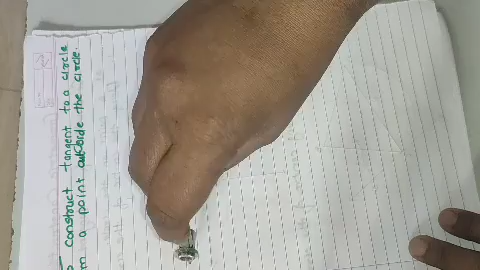 construct tangent to a circle
a point outside the circle.